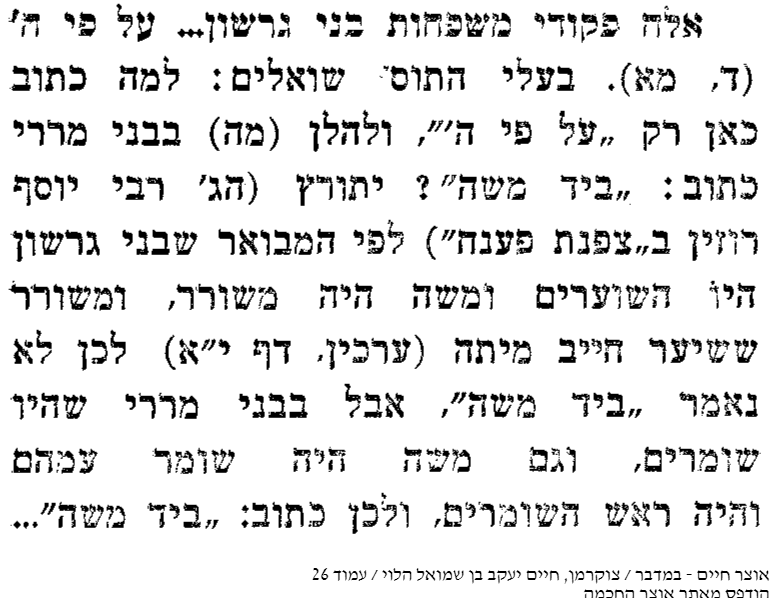 אלה פקודי משפחות בני גרשון... על פי ה'
(ד, מא). בעלי התוס' שואלים: למה כתוב
כאן רק „על פי ה'", ולהלן (מה) בבני מררי
כתוב: „ביד משה"? יתורץ (הג' רבי יוסף
רוזין ב„צפנת פענח") לפי המבואר שבני גרשון
היו השוערים ומשה היה משורר, ומשורר
ששיער חייב מיתה (ערכין, דף י"א) לכן לא
נאמר „ביד משה", אבל בבני מררי שהיו
שומרים, וגם משה היה שומר עמהם
והיה ראש השומרים, ולכן כתוב: „ביד משה"...
אוצר חיים - במדבר / צוקרמן, חיים יעקב בן שמואל הלוי / עמוד 26
הודפס מאתר אוצר החכמה